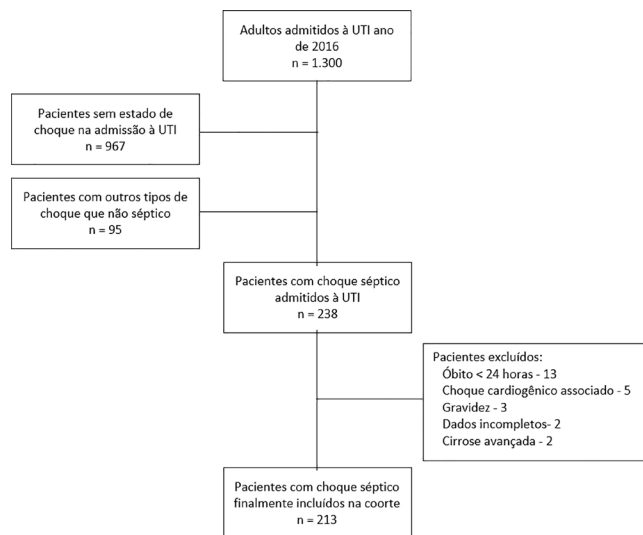 Adultos admitidos à UTI ano
de 2016
n = 1.300
Pacientes sem estado de
choque na admissão à UTI
n = 967
Pacientes com outros tipos de
choque que não séptico
n = 95
Pacientes com choque séptico
admitidos à UTI
n = 238
Pacientes excluídos:
Óbito < 24 horas - 13
Choque cardiogênico associado - 5
Gravidez - 3
Dados incompletos- 2
Cirrose avançada - 2
Pacientes com choque séptico
finalmente incluídos na coorte
n = 213